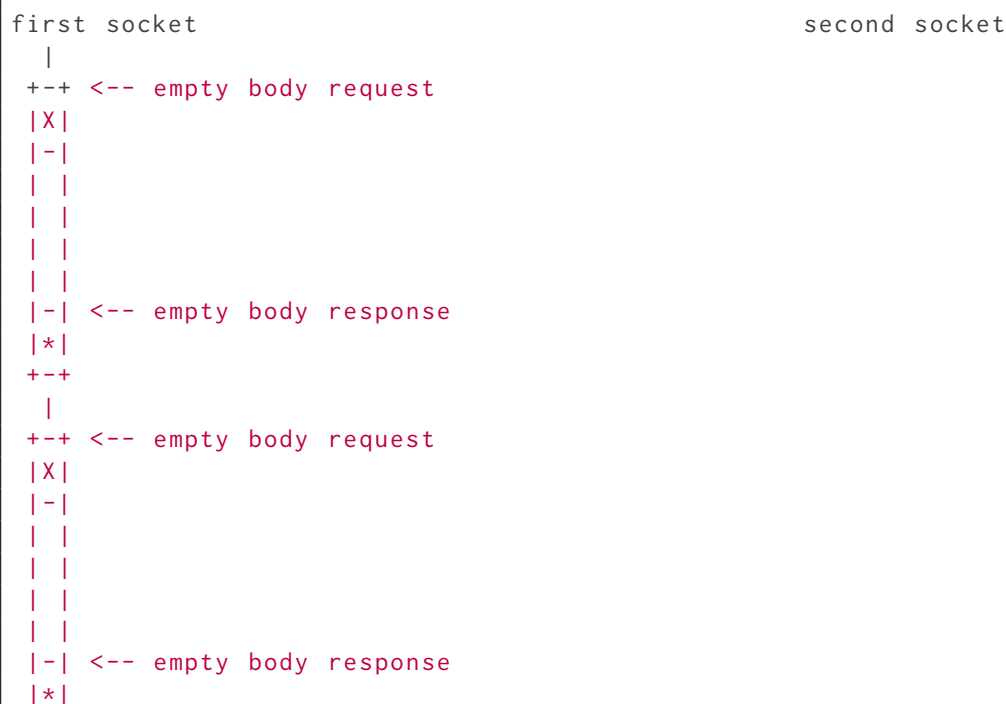 first socket                                      second socket
  |
 +-+ <-- empty body request
 |X|
 |-|
 | |
 | |
 | |
 | |
 |-| <-- empty body response
 |*|
 +-+
  |
 +-+ <-- empty body request
 |X|
 |-|
 | |
 | |
 | |
 | |
 |-| <-- empty body response
 |*|